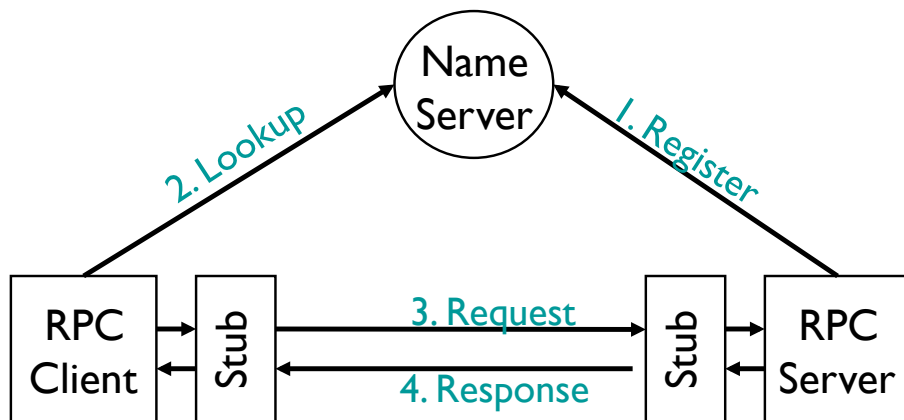 Name
Server
2. Lookup
1. Register
RPC
Client
Stub
3. Request
4. Response
Stub
RPC
Server